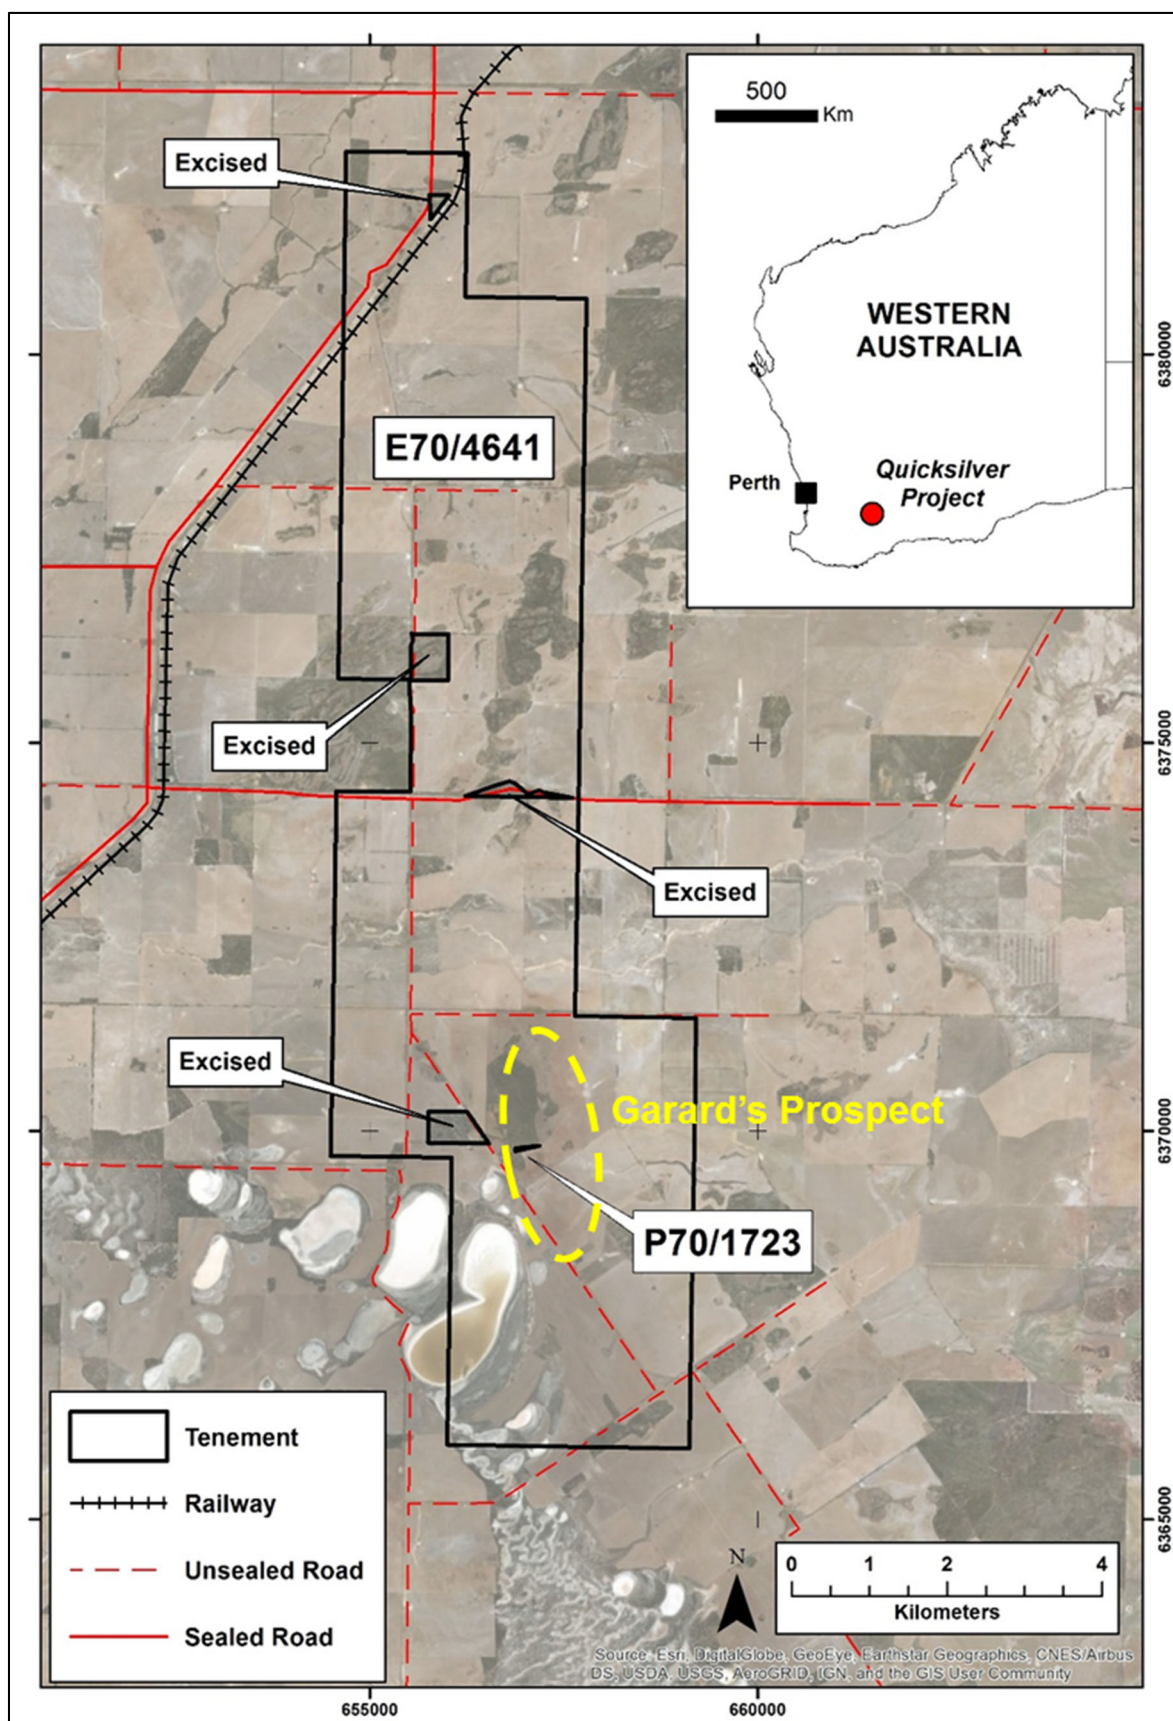 Excised
500
Km
WESTERN
AUSTRALIA
Perth
Quicksilver
Project
6380000
E70/4641
Excised
6375000
Excised
Excised
Garard's Prospect
6370000
P70/1723
Tenement
Railway
Unsealed Road
Sealed Road
6365000
N
0 1 2 4
Kilometers
Source: Esri, DigitalGlobe, GeoEye, Earthstar Geographics, CNES/Airbus
DS, USDA, USGS, AeroGRID, IGN, and the GIS User Community
655000
660000